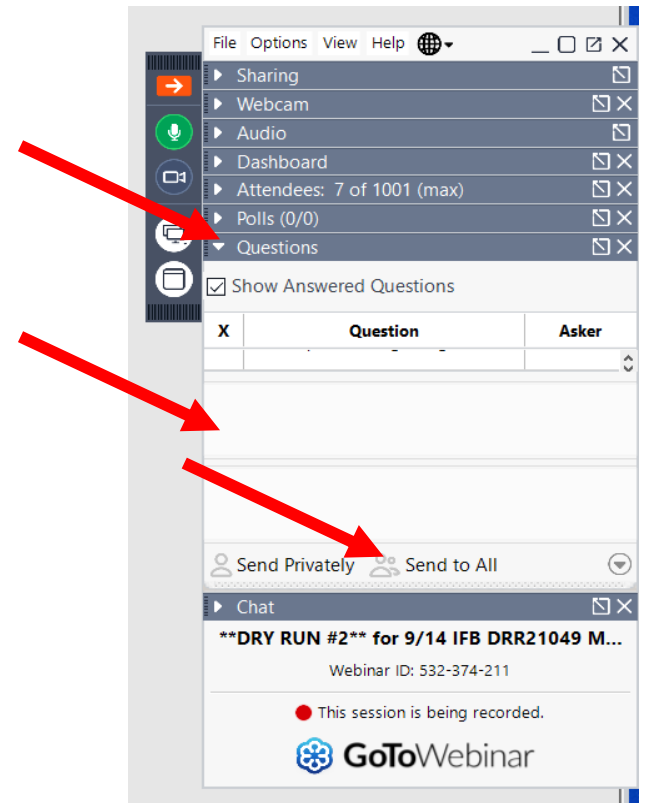 File Options View Help
Sharing
Webcam
Audio
Dashboard
Attendees: 7 of 1001 (max)
Polls (0/0)
Questions
Show Answered Questions
X Question Asker
Send Privately Send to All
Chat
**DRY RUN #2** for 9/14 IFB DRR21049 M...
Webinar ID: 532-374-211
This session is being recorded.
GoToWebinar